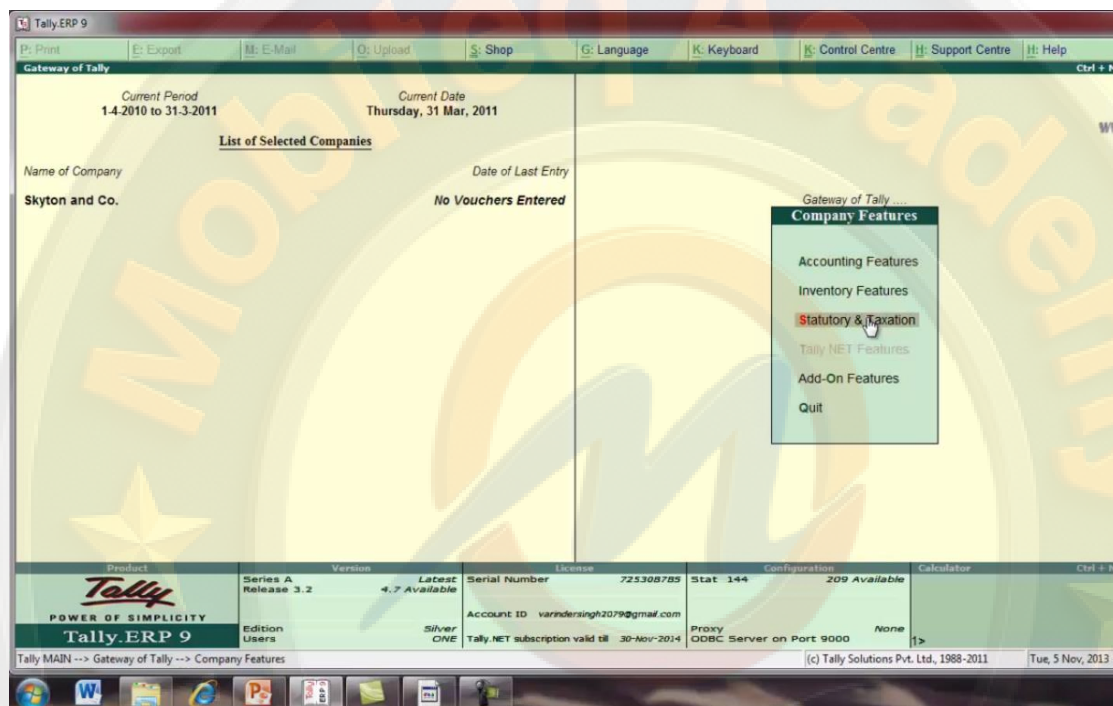 Tally.ERP 9
P: Print E: Export M: E-Mail O: Upload S: Shop G: Language K: Keyboard K: Control Centre H: Support Centre H: Help
Gateway of Tally Ctrl + M
Current Period Current Date
1-4-2010 to 31-3-2011 Thursday, 31 Mar, 2011
List of Selected Companies
Name of Company Date of Last Entry
Skyton and Co. No Vouchers Entered
Gateway of Tally ....
Company Features
Accounting Features
Inventory Features
Statutory & Taxation
Tally NET Features
Add-On Features
Quit
Mobred Academy
Product Version License Configuration Calculator Ctrl + N
Tally
POWER OF SIMPLICITY
Tally.ERP 9
Series A Latest
Release 3.2 4.7 Available
Edition Silver
Users ONE
Serial Number 725308785
Account ID varindersingh2079@gmail.com
Tally.NET subscription valid till 30-Nov-2014
Stat 144 209 Available
Proxy None
ODBC Server on Port 9000
1>
Tally MAIN --> Gateway of Tally --> Company Features (c) Tally Solutions Pvt. Ltd., 1988-2011 Tue, 5 Nov, 2013